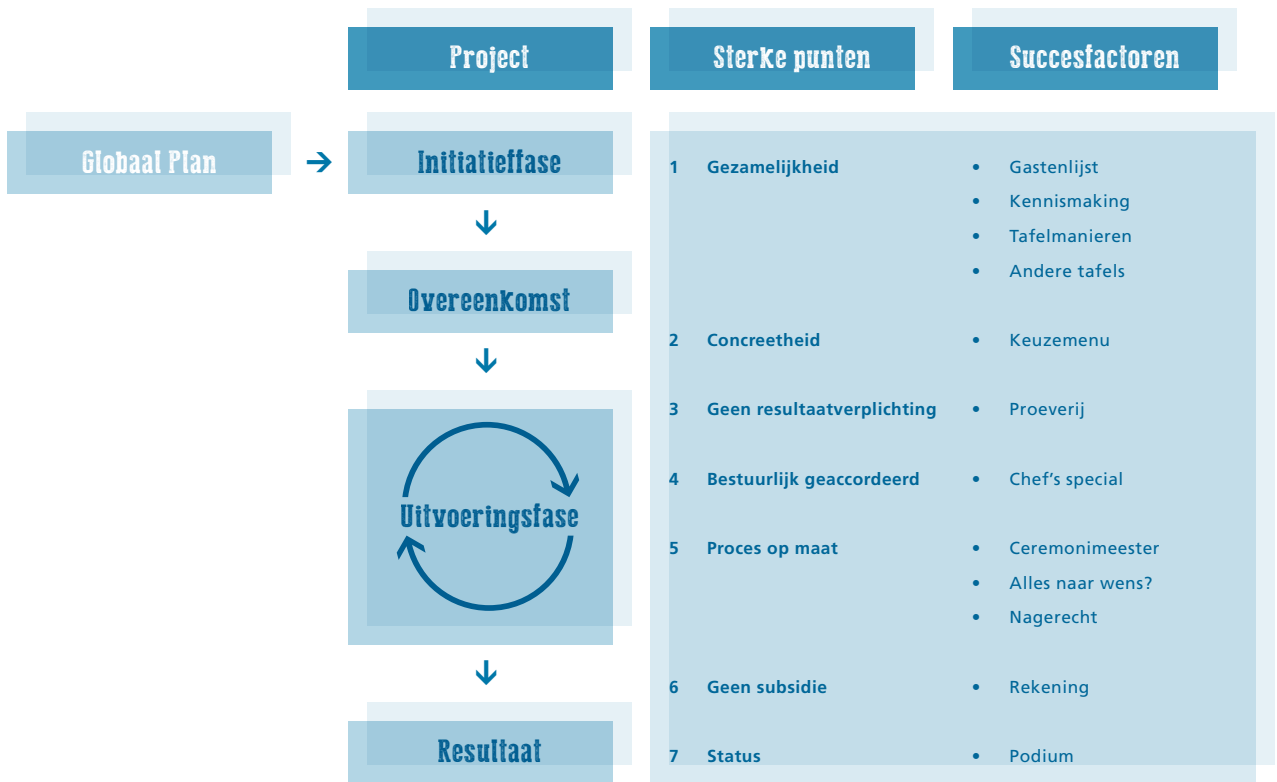 Project
Sterke punten
Succesfactoren
Globaal Plan
→
Initiatieffase
↓
Overeenkomst
↓
Uitvoeringsfase
↓
Resultaat
1 Gezamelijkheid • Gastenlijst
• Kennismaking
• Tafelmanieren
• Andere tafels
2 Concreetheid • Keuzemenu
3 Geen resultaatverplichting • Proeverij
4 Bestuurlijk geaccordeerd • Chef's special
5 Proces op maat • Ceremonimeester
• Alles naar wens?
• Nagerecht
6 Geen subsidie • Rekening
7 Status • Podium